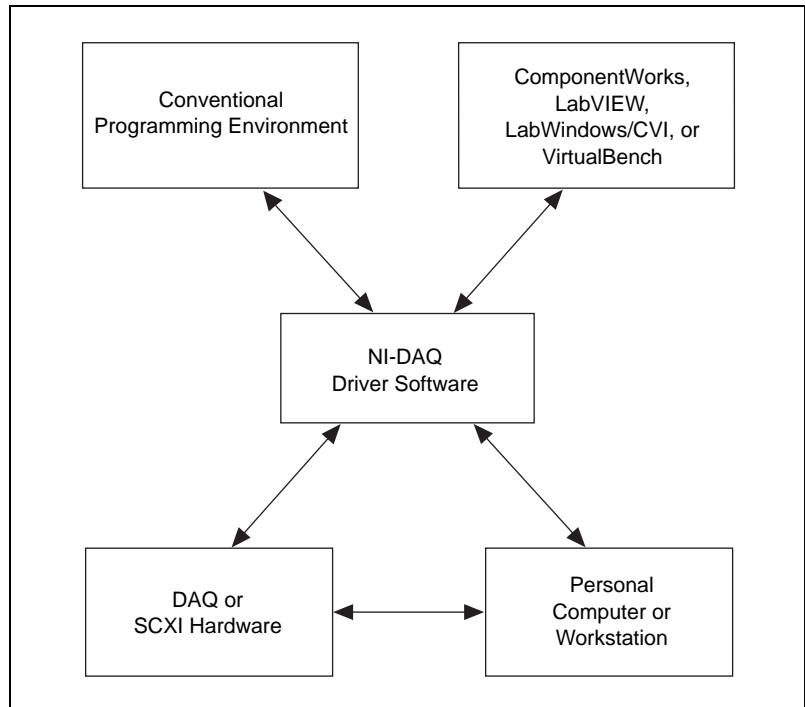 Conventional
Programming Environment
ComponentWorks,
LabVIEW,
LabWindows/CVI, or
VirtualBench
NI-DAQ
Driver Software
DAQ or
SCXI Hardware
Personal
Computer or
Workstation